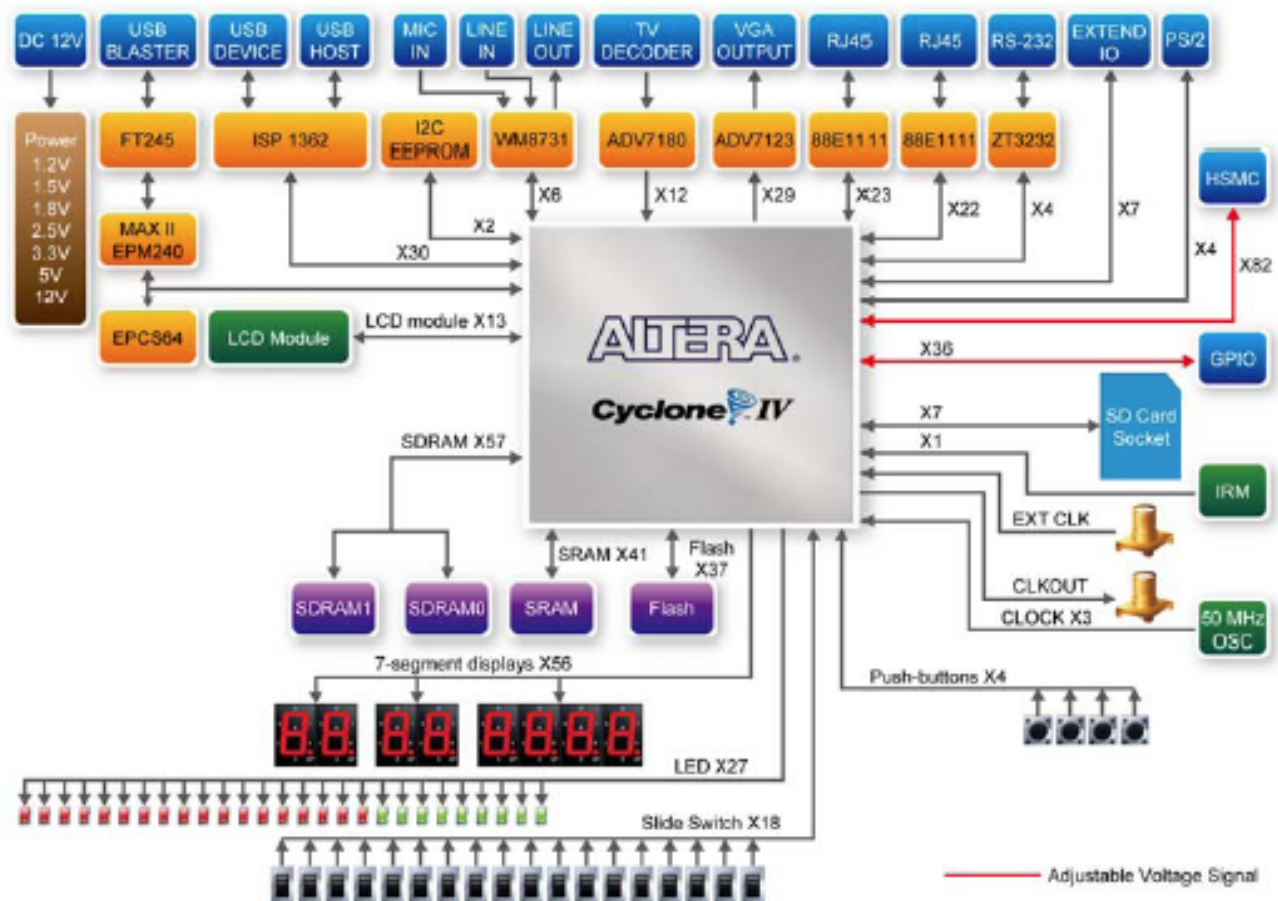 DC 12V
USB
BLASTER
USB
DEVICE
USB
HOST
MIC
IN
LINE
IN
LINE
OUT
TV
DECODER
VGA
OUTPUT
RJ45
RJ45
RS-232
EXTEND
IO
PS/2
Power
1.2V
1.5V
1.8V
2.5V
3.3V
5V
12V
FT245
ISP 1362
I2C
EEPROM
WM8731
ADV7180
ADV7123
88E1111
88E1111
ZT3232
HSMC
MAX II
EPM240
X2
X30
X6
X12
X29
X23
X22
X4
X7
X4
X82
EPCS64
LCD Module
LCD module X13
ALTERA.
Cyclone IV
X36
GPIO
X7
SD Card
Socket
X1
IRM
EXT CLK
CLKOUT
CLOCK X3
50 MHz
OSC
SDRAM X57
SRAM X41
Flash
X37
SDRAM1
SDRAM0
SRAM
Flash
7-segment displays X56
Push-buttons X4
LED X27
Slide Switch X18
Adjustable Voltage Signal